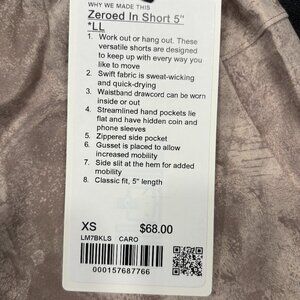 WHY WE MADE THIS
Zeroed In Short 5"
*LL
1. Work out or hang out. These
versatile shorts are designed
to keep up with every way you
like to move
2. Swift fabric is sweat-wicking
and quick-drying
3. Waistband drawcord can be worn
inside or out
4. Streamlined hand pockets lie
flat and have hidden coin and
phone sleeves
5. Zippered side pocket
6. Gusset is placed to allow
increased mobility
7. Side slit at the hem for added
mobility
8. Classic fit, 5" length
XS $68.00
LM7BKLS CARO
000157687766